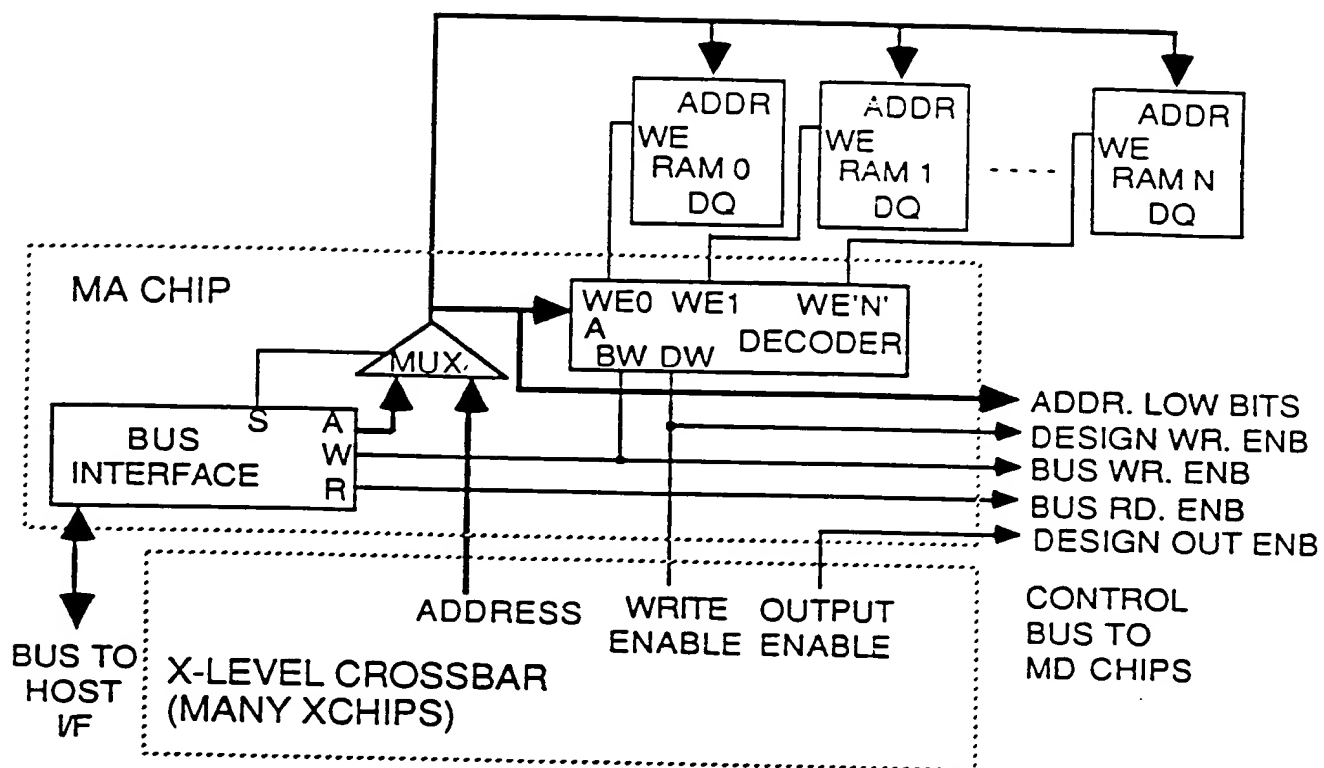 ADDR
WE
RAM 0
DQ
ADDR
WE
RAM 1
DQ
ADDR
WE
RAM N
DQ
MA CHIP
WE0 WE1 WE'N'
A
DECODER
BW DW
MUX
S
A
W
R
BUS
INTERFACE
ADDR. LOW BITS
DESIGN WR. ENB
BUS WR. ENB
BUS RD. ENB
DESIGN OUT ENB
ADDRESS
WRITE
ENABLE
OUTPUT
ENABLE
CONTROL
BUS TO
MD CHIPS
BUS TO
HOST
I/F
X-LEVEL CROSSBAR
(MANY XCHIPS)